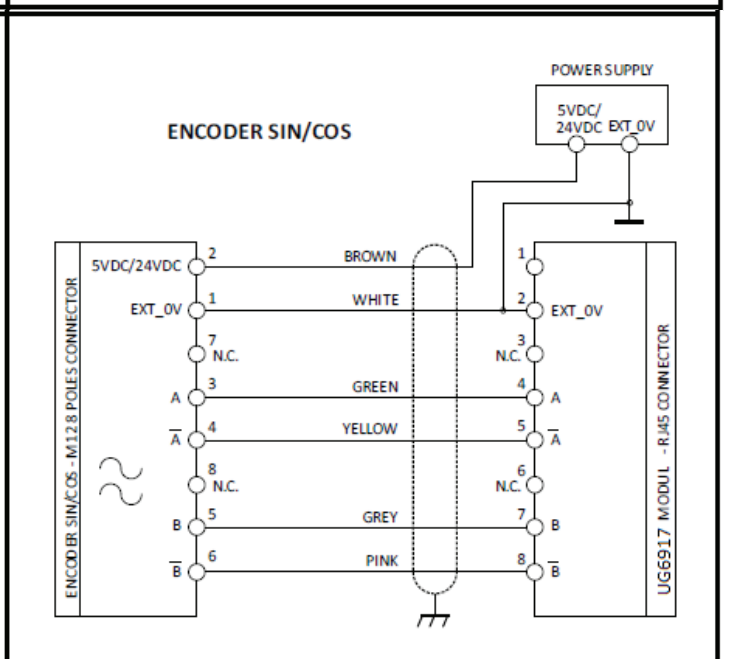 POWER SUPPLY
5VDC/
24VDC EXT_0V
ENCODER SIN/COS
ENCODER SIN/COS - M12 8 POLES CONNECTOR
5VDC/24VDC 2 BROWN 1
EXT_0V 1 WHITE 2 EXT_0V
7 N.C. 3 N.C.
A 3 GREEN 4 A
A̅ 4 YELLOW 5 A̅
8 N.C. 6 N.C.
B 5 GREY 7 B
B̅ 6 PINK 8 B̅
UG6917 MODUL - RJ45 CONNECTOR